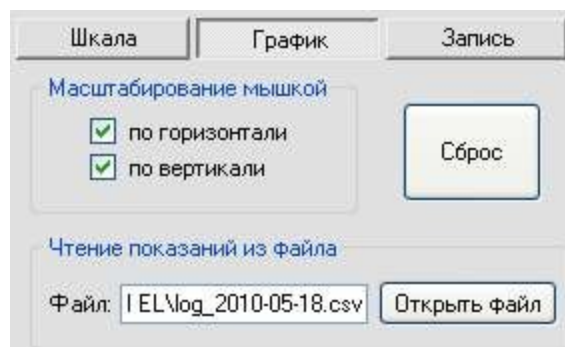 Шкала График Запись
Масштабирование мышкой
по горизонтали
по вертикали
Сброс
Чтение показаний из файла
Файл: l EL\log_2010-05-18.csv Открыть файл